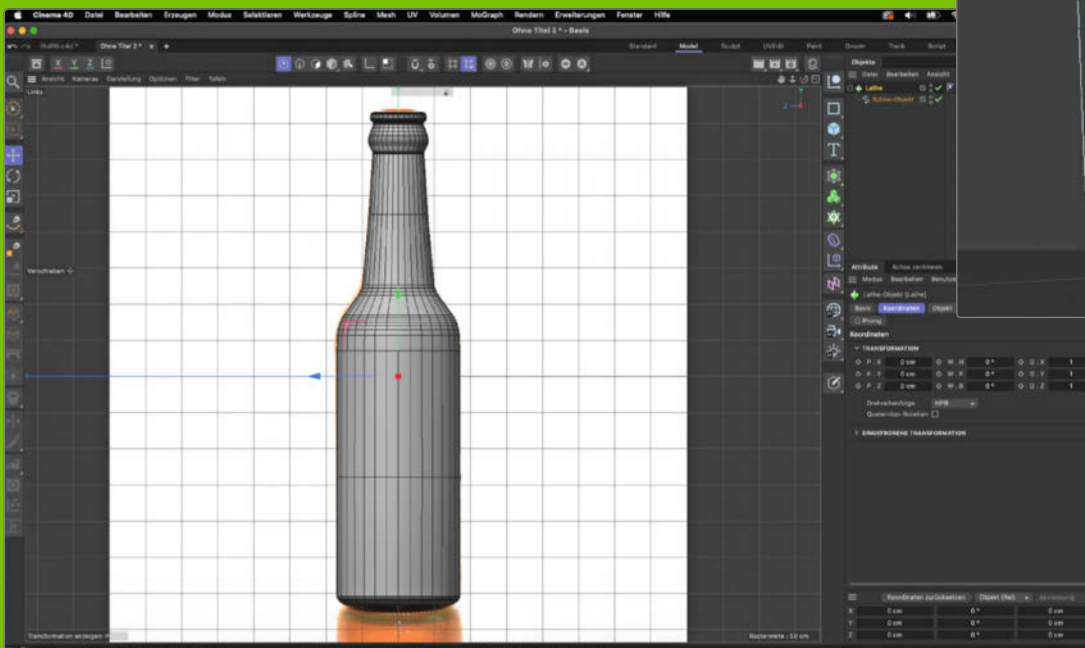 Cinema 4D Datei Bearbeiten Erzeugen Modus Selektieren Werkzeuge Spline Mesh UV Volumen MoGraph Rendern Erweiterungen Fenster Hilfe
Ohne Titel 2 * - Basis
Ohne Titel 2 *
Standard Model Sculpt UVEdit Paint Groom Track Script
Objekte
X Y Z
Ansicht Kameras Darstellung Optionen Filter Tafeln
Datei Bearbeiten Ansicht
Links
Lathe
Spline-Objekt
Y
Z
Verschieben
Attribute Achse zentrieren
Modus Bearbeiten
Lathe-Objekt [Lathe]
Basis Koordinaten Objekt
Phong
Koordinaten
TRANSFORMATION
P . X 0 cm W . H 0 ° G . X 1
P . Y 0 cm W . P 0 ° G . Y 1
P . Z 0 cm W . B 0 ° G . Z 1
Drehreihenfolge HPB
Quaternion-Rotation
EINGEFRORENE TRANSFORMATION
Koordinaten zurücksetzen Objekt (Rel) Abmessung
X 0 cm 0 ° 0 cm
Y 0 cm 0 ° 0 cm
Z 0 cm 0 ° 0 cm
Transformation anzeigen:
Rasterweite : 50 cm